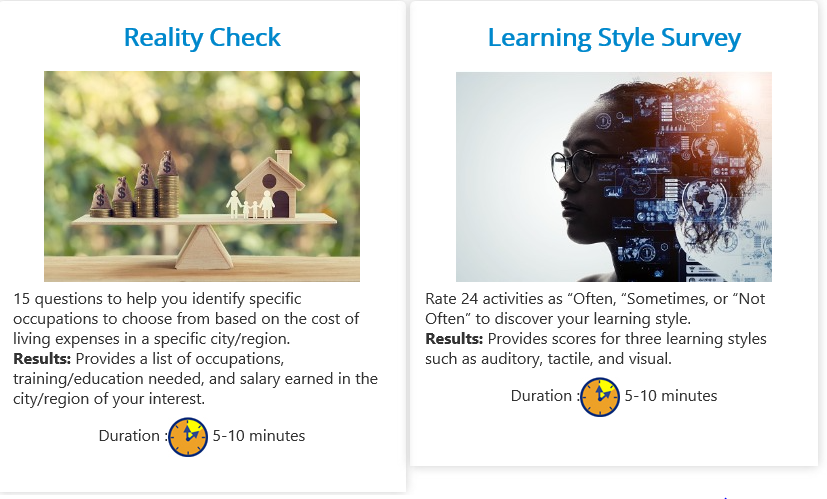 Reality Check
$ $ $ $
15 questions to help you identify specific
occupations to choose from based on the cost of
living expenses in a specific city/region.
Results: Provides a list of occupations,
training/education needed, and salary earned in the
city/region of your interest.
Duration : 5-10 minutes
Learning Style Survey
Rate 24 activities as “Often, “Sometimes, or “Not
Often” to discover your learning style.
Results: Provides scores for three learning styles
such as auditory, tactile, and visual.
Duration : 5-10 minutes